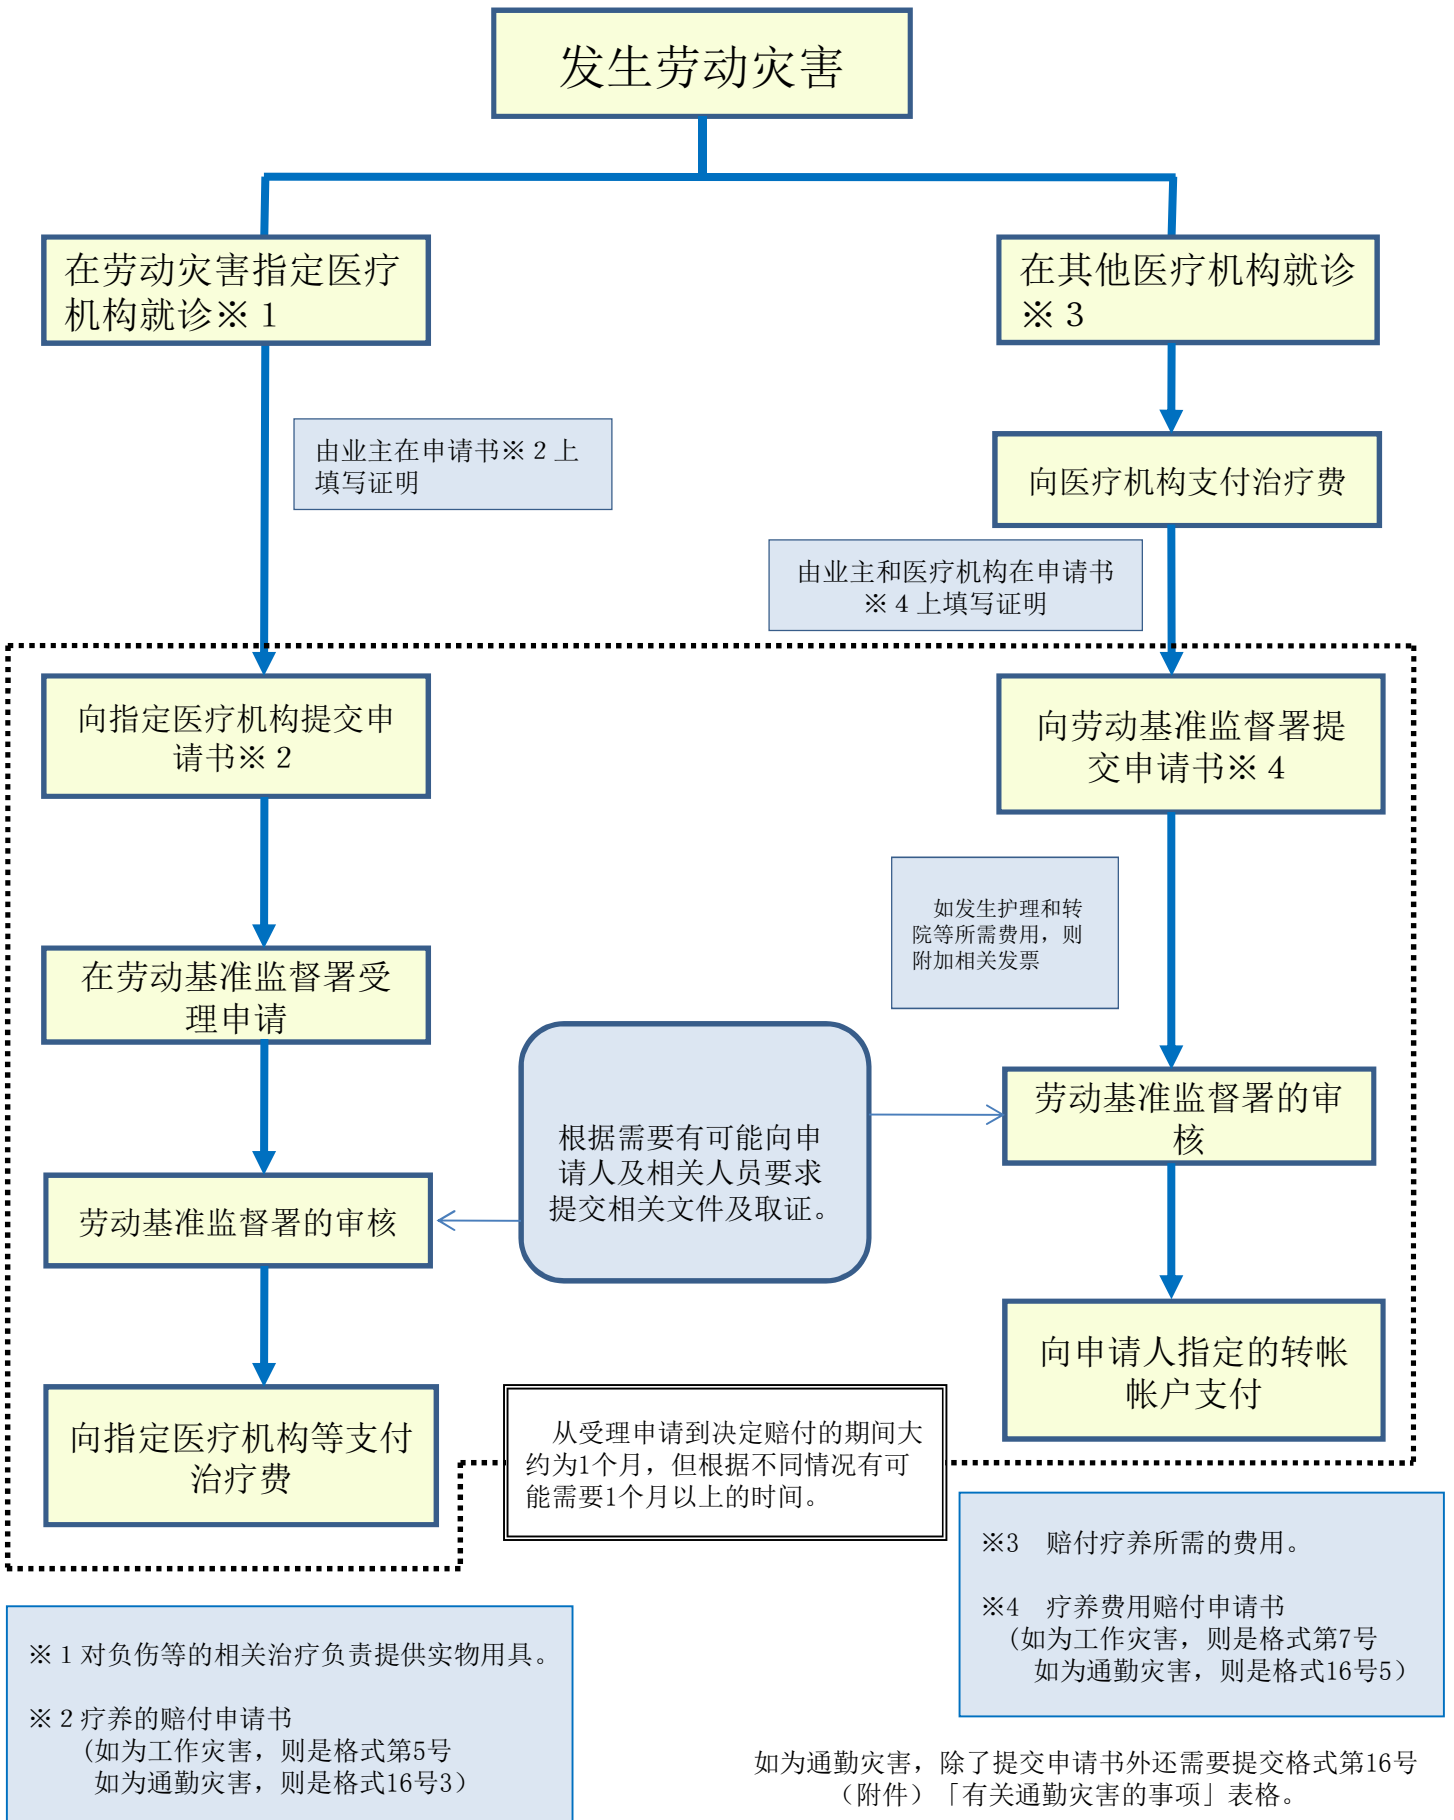 发生劳动灾害
在劳动灾害指定医疗
机构就诊※１
在其他医疗机构就诊
※３
由业主在申请书※２上
填写证明
向医疗机构支付治疗费
由业主和医疗机构在申请书
※４上填写证明
向指定医疗机构提交申
请书※２
向劳动基准监督署提
交申请书※４
如发生护理和转
院等所需费用，则
附加相关发票
在劳动基准监督署受
理申请
根据需要有可能向申
请人及相关人员要求
提交相关文件及取证。
劳动基准监督署的审
核
劳动基准监督署的审核
向申请人指定的转帐
帐户支付
向指定医疗机构等支付
治疗费
从受理申请到决定赔付的期间大
约为1个月，但根据不同情况有可
能需要1个月以上的时间。
※3　赔付疗养所需的费用。
※4　疗养费用赔付申请书
（如为工作灾害，则是格式第7号
如为通勤灾害，则是格式16号5）
※１对负伤等的相关治疗负责提供实物用具。
※２疗养的赔付申请书
（如为工作灾害，则是格式第5号
如为通勤灾害，则是格式16号3）
如为通勤灾害，除了提交申请书外还需要提交格式第16号
（附件）「有关通勤灾害的事项」表格。